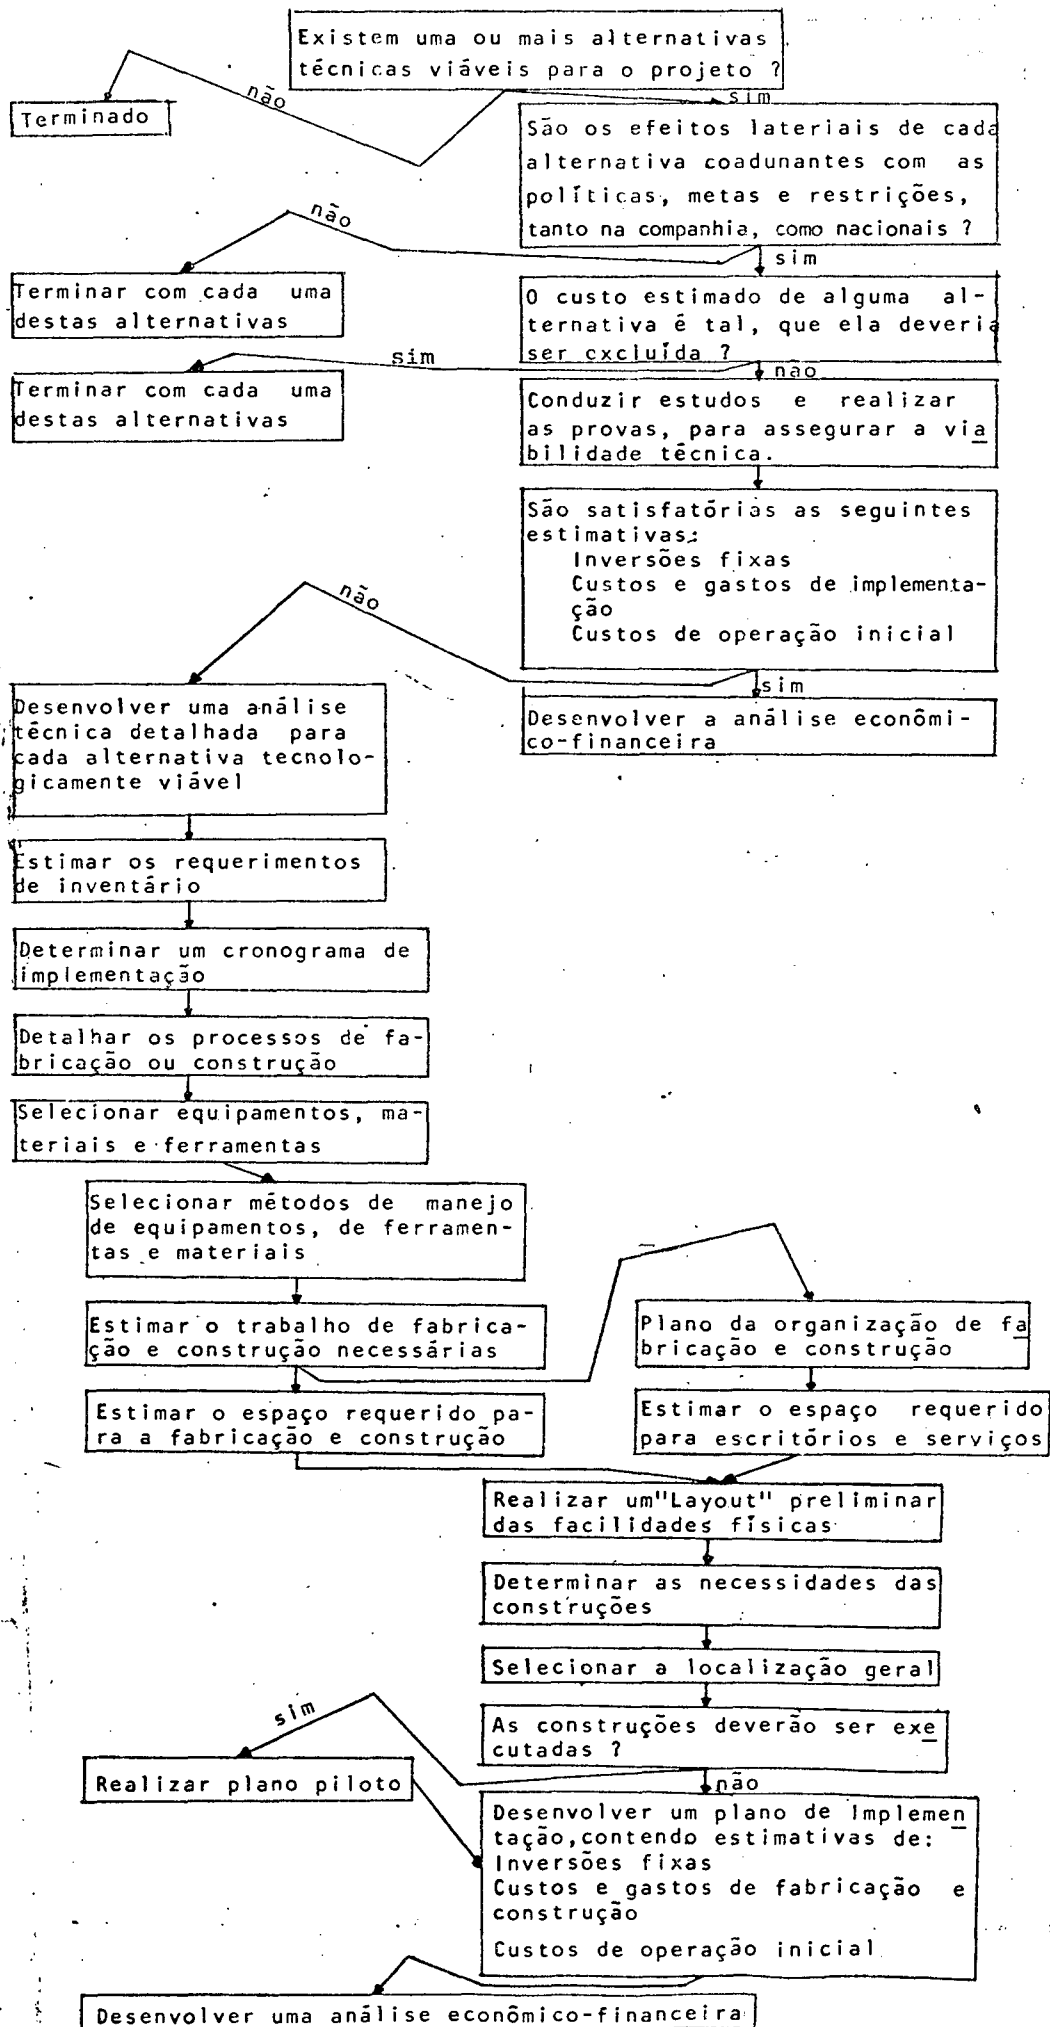 Existem uma ou mais alternativas
técnicas viáveis para o projeto ?
não
sim
Terminado
São os efeitos lateriais de cada
alternativa coadunantes com as
políticas, metas e restrições,
tanto na companhia, como nacionais ?
não
sim
Terminar com cada uma
destas alternativas
O custo estimado de alguma al-
ternativa é tal, que ela deveria
ser excluída ?
sim
não
Terminar com cada uma
destas alternativas
Conduzir estudos e realizar
as provas, para assegurar a via
bilidade técnica.
São satisfatórias as seguintes
estimativas:
Inversões fixas
Custos e gastos de implementa-
ção
Custos de operação inicial
não
sim
Desenvolver uma análise
técnica detalhada para
cada alternativa tecnolo-
gicamente viável
Desenvolver a análise econômi-
co-financeira
Estimar os requerimentos
de inventário
Determinar um cronograma de
implementação
Detalhar os processos de fa-
bricação ou construção
Selecionar equipamentos, ma-
teriais e ferramentas
Selecionar métodos de manejo
de equipamentos, de ferramen-
tas e materiais
Estimar o trabalho de fabrica-
ção e construção necessárias
Plano da organização de fa
bricação e construção
Estimar o espaço requerido pa-
ra a fabricação e construção
Estimar o espaço requerido
para escritórios e serviços
Realizar um"Layout" preliminar
das facilidades físicas
Determinar as necessidades das
construções
Selecionar a localização geral
As construções deverão ser exe
cutadas ?
sim
não
Realizar plano piloto
Desenvolver um plano de Implemen
tação,contendo estimativas de:
Inversões fixas
Custos e gastos de fabricação e
construção
Custos de operação inicial
Desenvolver uma análise econômico-financeira